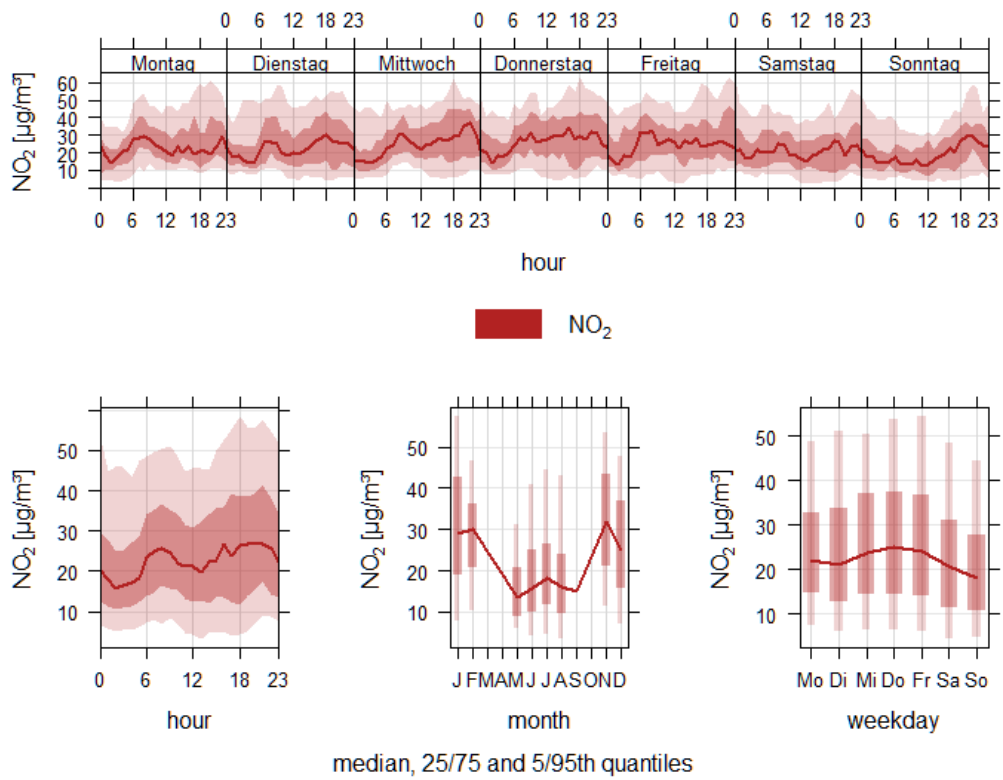 0 6 12 18 23 0 6 12 18 23 0 6 12 18 23
Montag Dienstag Mittwoch Donnerstag Freitag Samstag Sonntag
NO₂ [µg/m³]
60
50
40
30
20
10
0 6 12 18 23 0 6 12 18 23 0 6 12 18 23 0 6 12 18 23
hour
NO₂
NO₂ [µg/m³]
50
40
30
20
10
0 6 12 18 23
hour
NO₂ [µg/m³]
50
40
30
20
10
J F M A M J J A S O N D
month
NO₂ [µg/m³]
50
40
30
20
10
Mo Di Mi Do Fr Sa So
weekday
median, 25/75 and 5/95th quantiles